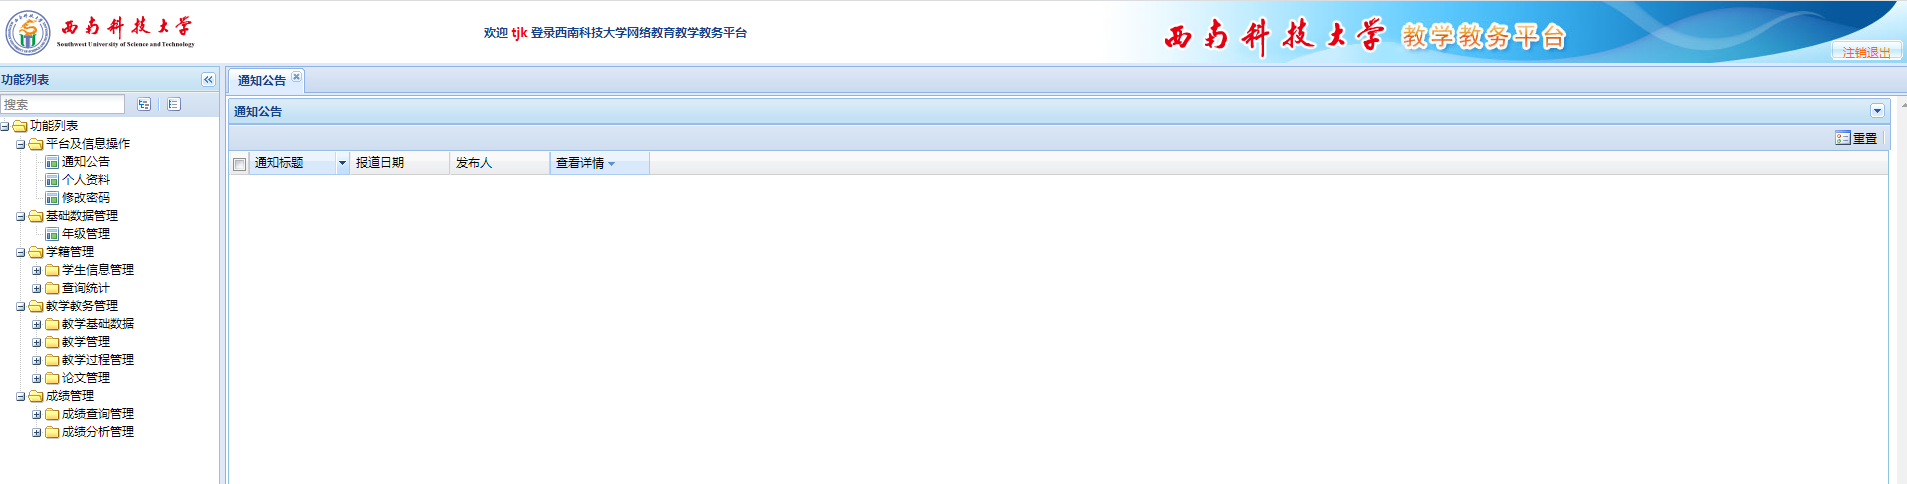 西南科技大学
Southwest University of Science and Technology
欢迎 tjk 登录西南科技大学网络教育教学教务平台
西南科技大学 教学教务平台
注销退出
功能列表
搜索
功能列表
平台及信息操作
通知公告
个人资料
修改密码
基础数据管理
年级管理
学籍管理
学生信息管理
查询统计
教学教务管理
教学基础数据
教学管理
教学过程管理
论文管理
成绩管理
成绩查询管理
成绩分析管理
通知公告
通知公告
重置
通知标题 报道日期 发布人 查看详情